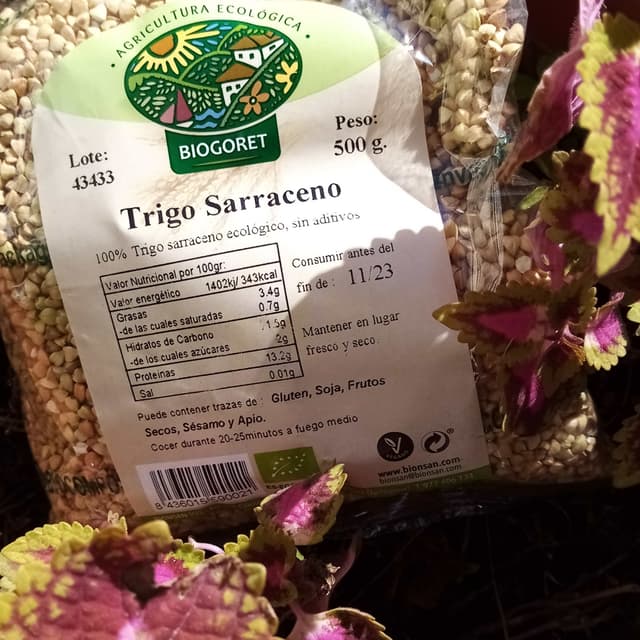 · AGRICULTURA ECOLÓGICA ·
BIOGORET
Lote:
43433
Peso:
500 g.
Trigo Sarraceno
100% Trigo sarraceno ecológico, sin aditivos
Valor Nutricional por 100gr:
Valor energético 1402kj/343kcal
Grasas 3,4g
-de las cuales saturadas 0,7g
Hidratos de Carbono
-de los cuales azúcares 2g
Proteínas 13,2g
Sal 0,01g
Consumir antes del
fin de : 11/23
Mantener en lugar
fresco y seco.
Puede contener trazas de : Gluten, Soja, Frutos
Secos, Sésamo y Apio.
Cocer durante 20-25minutos a fuego medio
www.bionsan.com
bionsan@bionsan.com